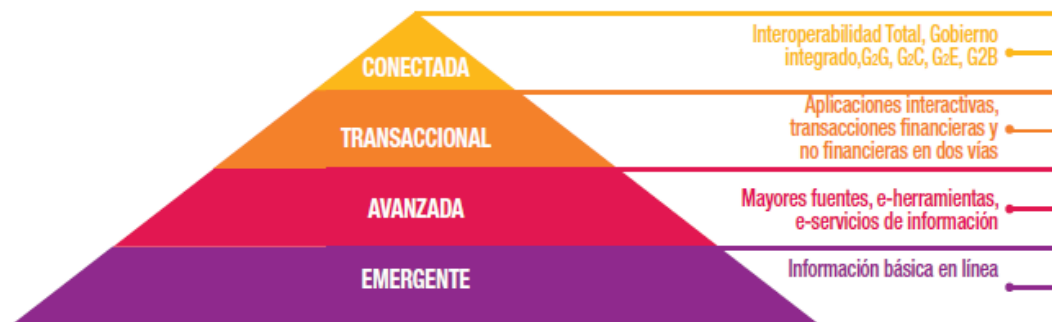 CONECTADA
Interoperabilidad Total, Gobierno
integrado,G2G, G2C, G2E, G2B
TRANSACCIONAL
Aplicaciones interactivas,
transacciones financieras y
no financieras en dos vías
AVANZADA
Mayores fuentes, e-herramientas,
e-servicios de información
EMERGENTE
Información básica en línea